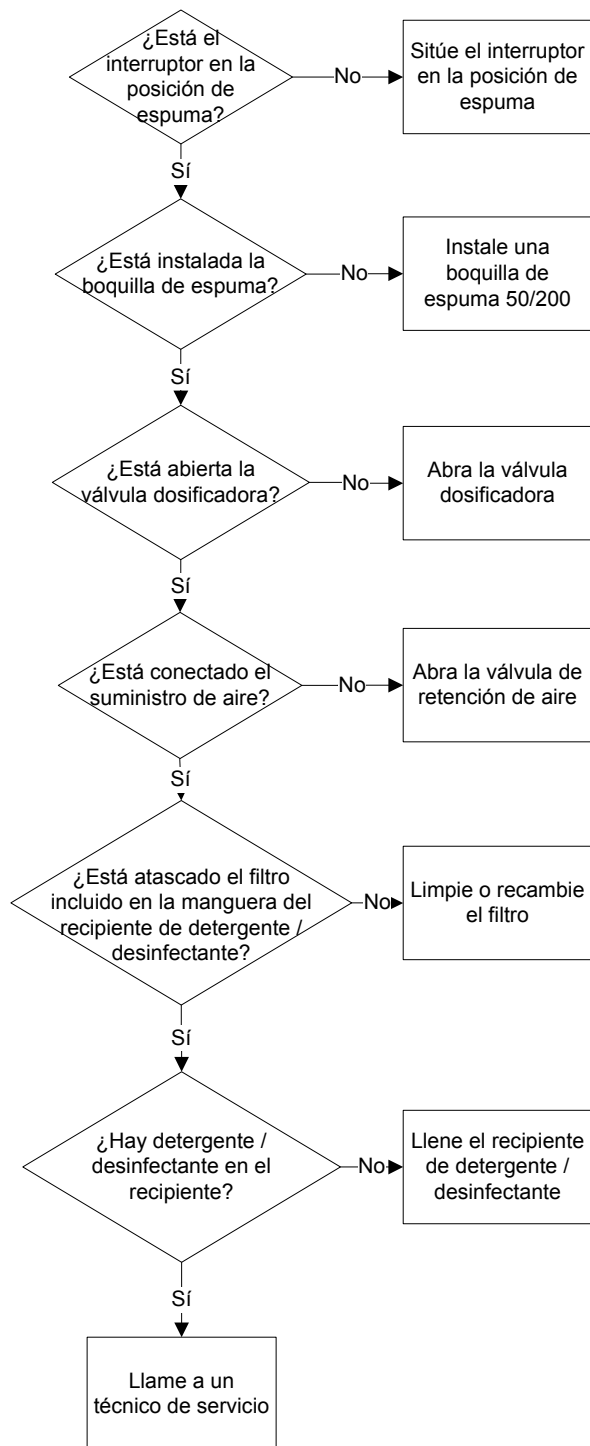 ¿Está el
interruptor en la
posición de
espuma?
No
Sitúe el interruptor
en la posición de
espuma
Sí
¿Está instalada la
boquilla de espuma?
No
Instale una
boquilla de
espuma 50/200
Sí
¿Está abierta la
válvula dosificadora?
No
Abra la válvula
dosificadora
Sí
¿Está conectado el
suministro de aire?
No
Abra la válvula de
retención de aire
Sí
¿Está atascado el filtro
incluido en la manguera del
recipiente de detergente /
desinfectante?
No
Limpie o recambie
el filtro
Sí
¿Hay detergente /
desinfectante en el
recipiente?
No
Llene el recipiente
de detergente /
desinfectante
Sí
Llame a un
técnico de servicio